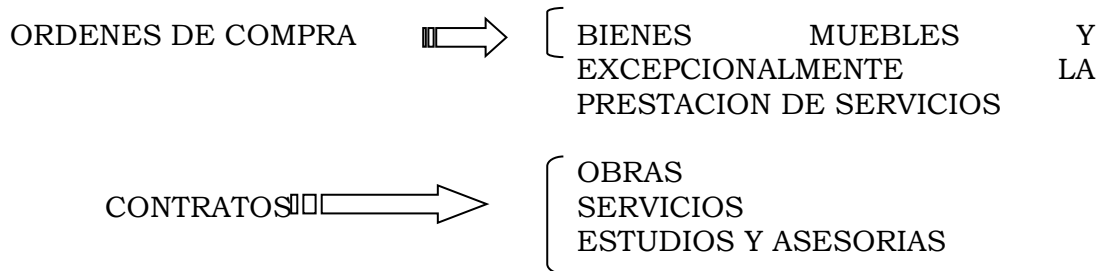 ORDENES DE COMPRA
BIENES MUEBLES Y
EXCEPCIONALMENTE LA
PRESTACION DE SERVICIOS
CONTRATOS
OBRAS
SERVICIOS
ESTUDIOS Y ASESORIAS